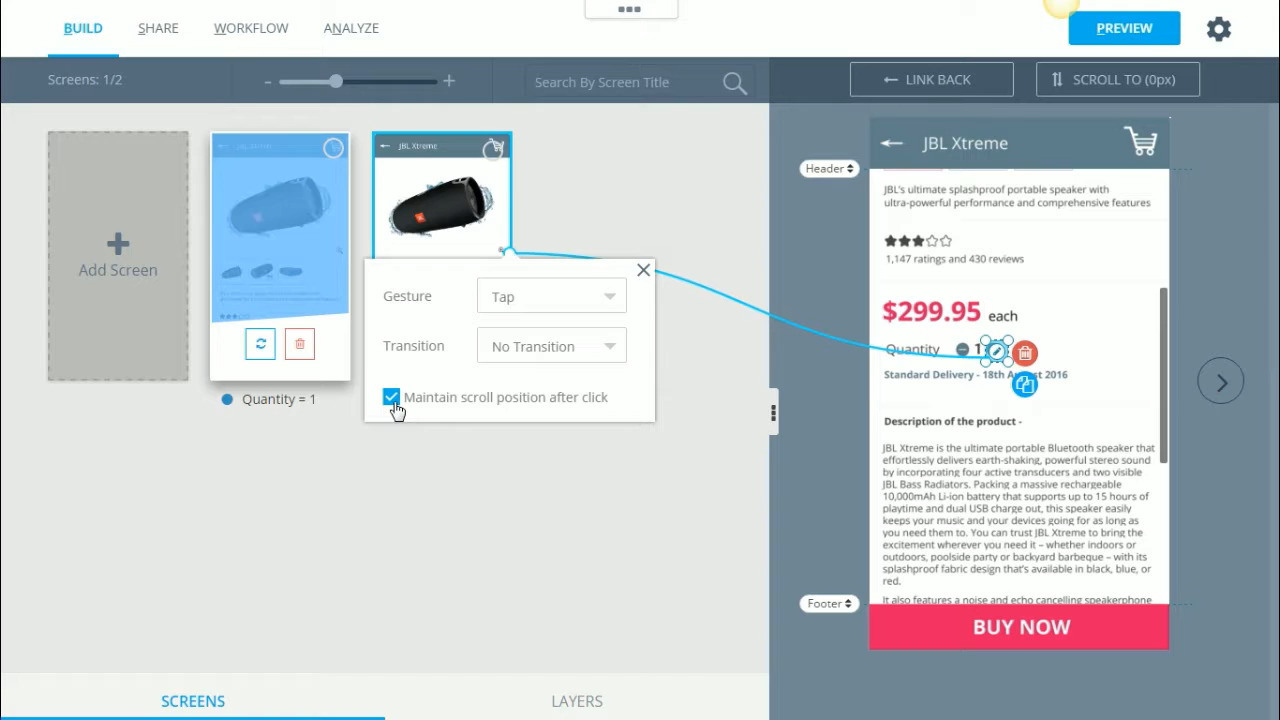 BUILD
SHARE
WORKFLOW
ANALYZE
PREVIEW
Screens: 1/2
- +
Search By Screen Title
← LINK BACK
SCROLL TO (0px)
Add Screen
Quantity = 1
← JBL Xtreme
Gesture
Tap
Transition
No Transition
Maintain scroll position after click
← JBL Xtreme
Header
JBL's ultimate splashproof portable speaker with
ultra-powerful performance and comprehensive features
1,147 ratings and 430 reviews
$299.95 each
Quantity
1
Standard Delivery - 18th August 2016
Description of the product -
JBL Xtreme is the ultimate portable Bluetooth speaker that
effortlessly delivers earth-shaking, powerful stereo sound
by incorporating four active transducers and two visible
JBL Bass Radiators. Packing a massive rechargeable
10,000mAh Li-ion battery that supports up to 15 hours of
playtime and dual USB charge out, this speaker easily
keeps your music and your devices going for as long as
you need them to. You can trust JBL Xtreme to bring the
excitement wherever you need it – whether indoors or
outdoors, poolside party or backyard barbeque – with its
splashproof fabric design that's available in black, blue, or
red.
It also features a noise and echo cancelling speakerphone
Footer
BUY NOW
SCREENS
LAYERS